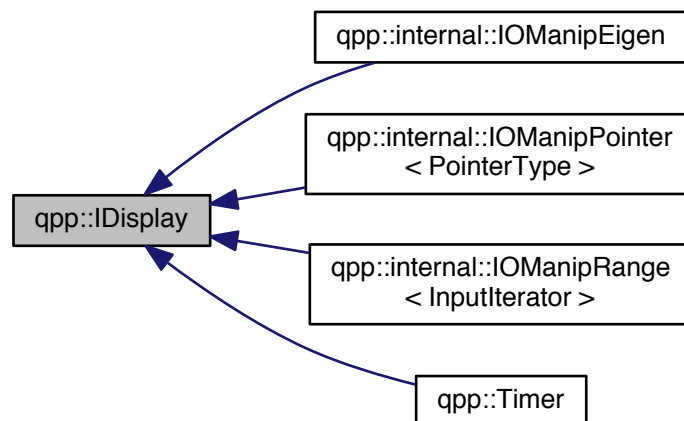 qpp::internal::IOManipEigen
qpp::internal::IOManipPointer
< PointerType >
qpp::IDisplay
qpp::internal::IOManipRange
< InputIterator >
qpp::Timer